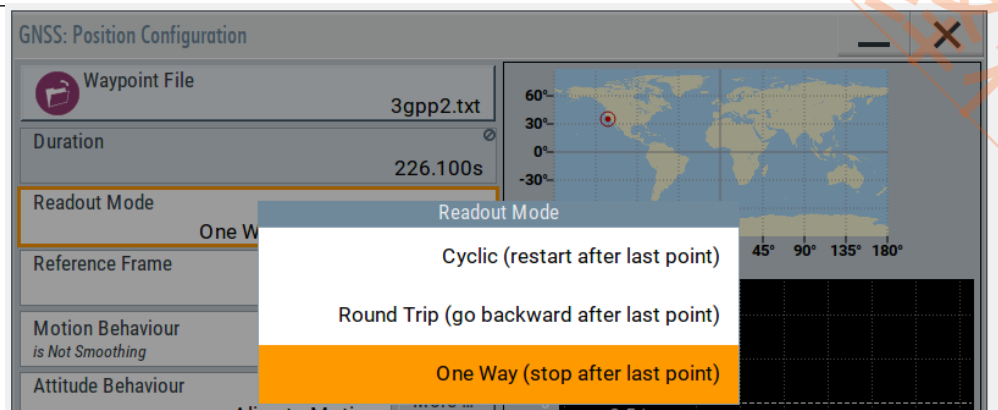 GNSS: Position Configuration
Waypoint File
3gpp2.txt
Duration
226.100s
Readout Mode
One W
Reference Frame
Motion Behaviour
is Not Smoothing
Attitude Behaviour
60°
30°
0°
-30°
45° 90° 135° 180°
Readout Mode
Cyclic (restart after last point)
Round Trip (go backward after last point)
One Way (stop after last point)